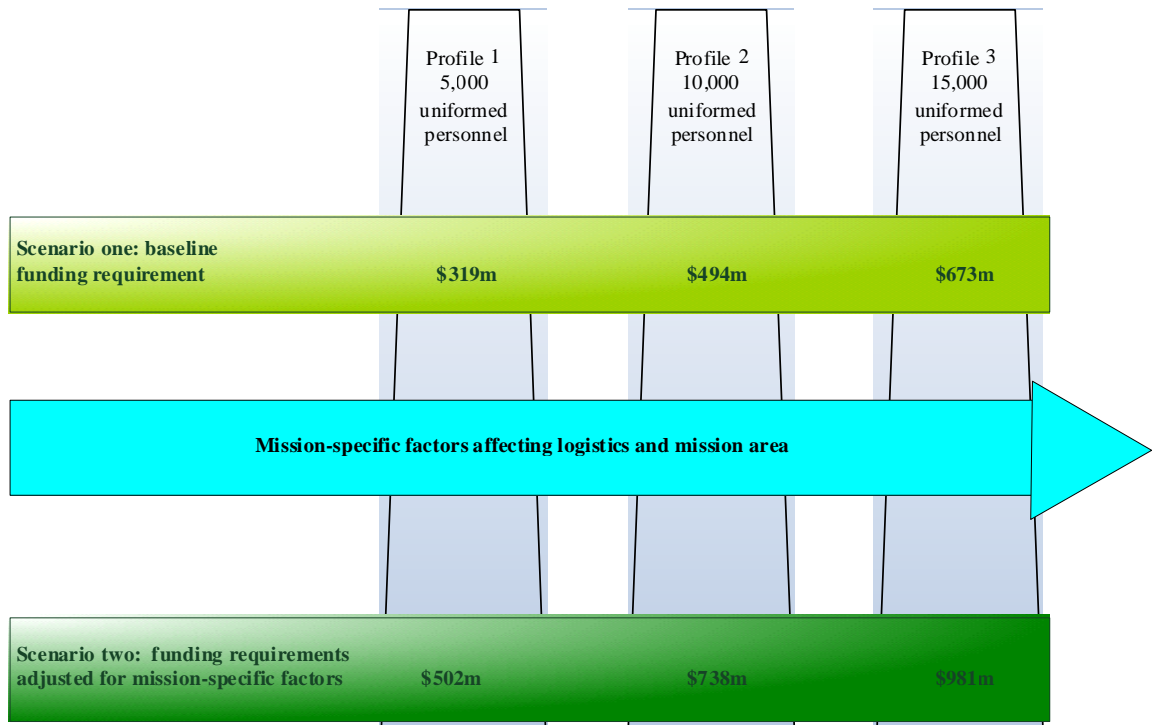 Profile 1
5,000
uniformed
personnel
Profile 2
10,000
uniformed
personnel
Profile 3
15,000
uniformed
personnel
Scenario one: baseline
funding requirement
$319m
$494m
$673m
Mission-specific factors affecting logistics and mission area
Scenario two: funding requirements
adjusted for mission-specific factors
$502m
$738m
$981m